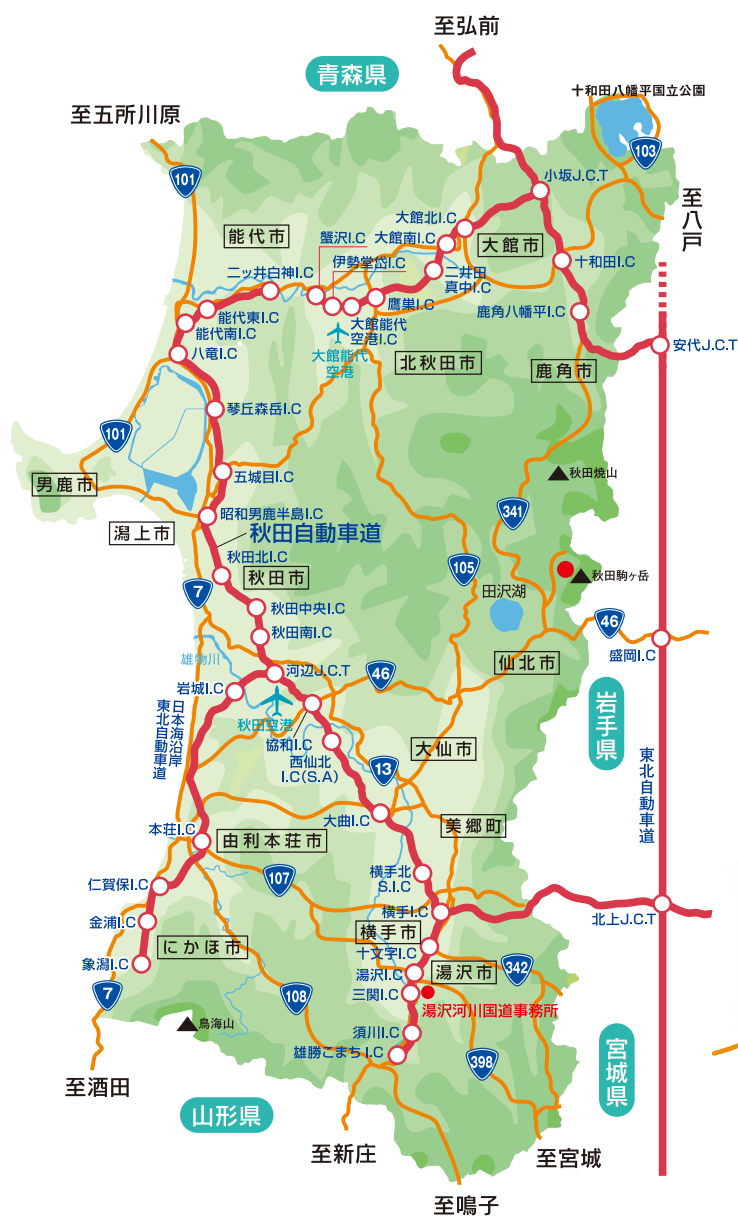 至弘前
青森県
十和田八幡平国立公園
至五所川原
103
101
小坂J.C.T
至八戸
大館北I.C
能代市
蟹沢I.C
大館南I.C
大館市
伊勢堂岱I.C
十和田I.C
二ッ井白神I.C
二井田
真中I.C
鷹巣I.C
能代東I.C
鹿角八幡平I.C
能代南I.C
大館能代
空港I.C
八竜I.C
大館能代
空港
北秋田市
鹿角市
安代J.C.T
琴丘森岳I.C
101
五城目I.C
秋田焼山
男鹿市
341
昭和男鹿半島I.C
潟上市
秋田自動車道
秋田北I.C
秋田市
105
秋田駒ヶ岳
7
田沢湖
秋田中央I.C
46
秋田南I.C
盛岡I.C
雄物川
仙北市
河辺J.C.T
46
岩城I.C
岩手県
日本海沿岸
東北自動車道
秋田空港
協和I.C
大仙市
西仙北
I.C(S.A)
13
東北自動車道
大曲I.C
美郷町
本荘I.C
由利本荘市
横手北
S.I.C
107
仁賀保I.C
横手I.C
北上J.C.T
金浦I.C
横手市
にかほ市
十文字I.C
象潟I.C
湯沢I.C
湯沢市
342
7
108
三関I.C
湯沢河川国道事務所
鳥海山
須川I.C
雄勝こまち I.C
398
宮城県
至酒田
山形県
至新庄
至宮城
至鳴子